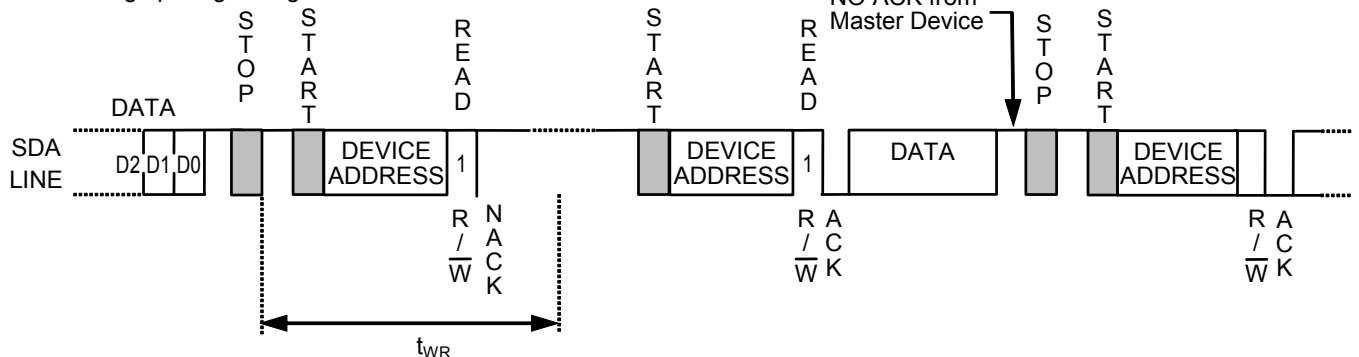 NO ACK from
Master Device
STOP
START
READ
START
READ
STOP
START
DATA
SDA
LINE
D2 D1 D0
DEVICE
ADDRESS
1
DEVICE
ADDRESS
1
DATA
DEVICE
ADDRESS
R/W
NACK
R/W
ACK
R/W
ACK
tWR